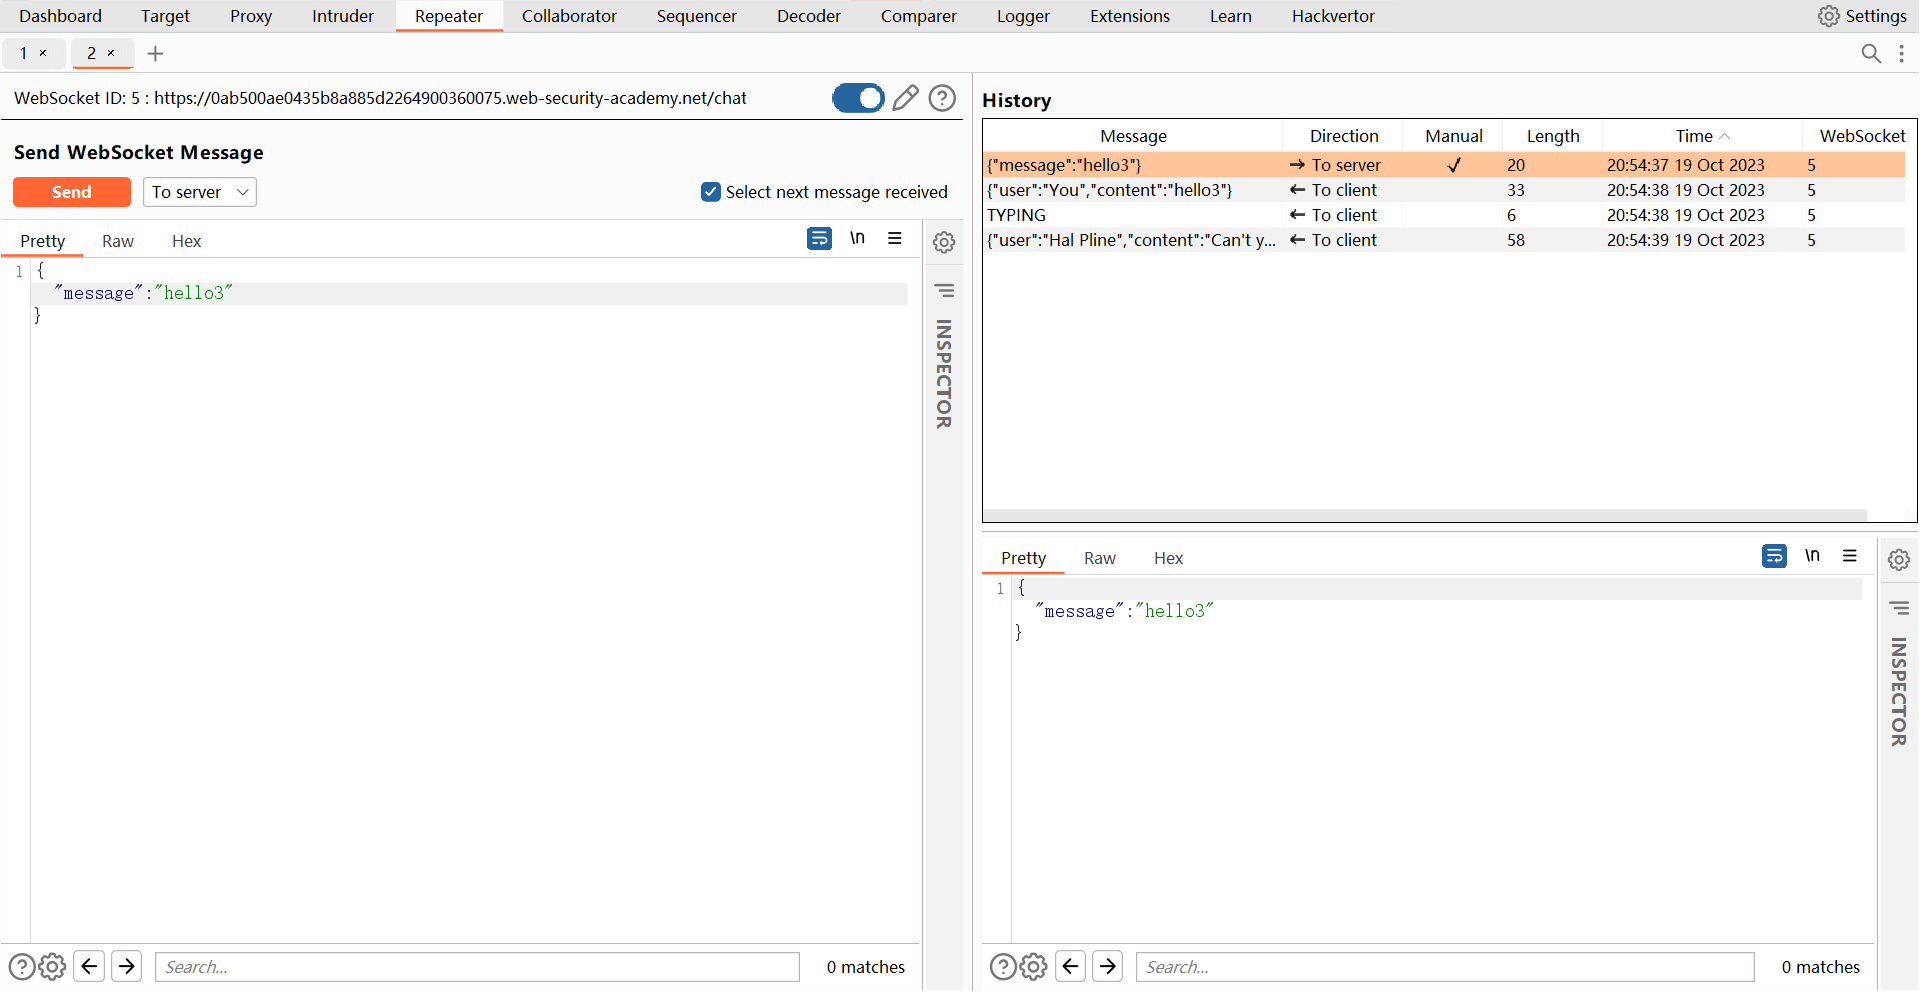 Dashboard Target Proxy Intruder Repeater Collaborator Sequencer Decoder Comparer Logger Extensions Learn Hackvertor Settings
1 × 2 × +
WebSocket ID: 5 : https://0ab500ae0435b8a885d2264900360075.web-security-academy.net/chat
Send WebSocket Message
Send To server Select next message received
Pretty Raw Hex \n
1 {
"message":"hello3"
}
INSPECTOR
Search... 0 matches
History
Message Direction Manual Length Time WebSocket
{"message":"hello3"} → To server ✓ 20 20:54:37 19 Oct 2023 5
{"user":"You","content":"hello3"} ← To client 33 20:54:38 19 Oct 2023 5
TYPING ← To client 6 20:54:38 19 Oct 2023 5
{"user":"Hal Pline","content":"Can't y... ← To client 58 20:54:39 19 Oct 2023 5
Pretty Raw Hex \n
1 {
"message":"hello3"
}
INSPECTOR
Search... 0 matches